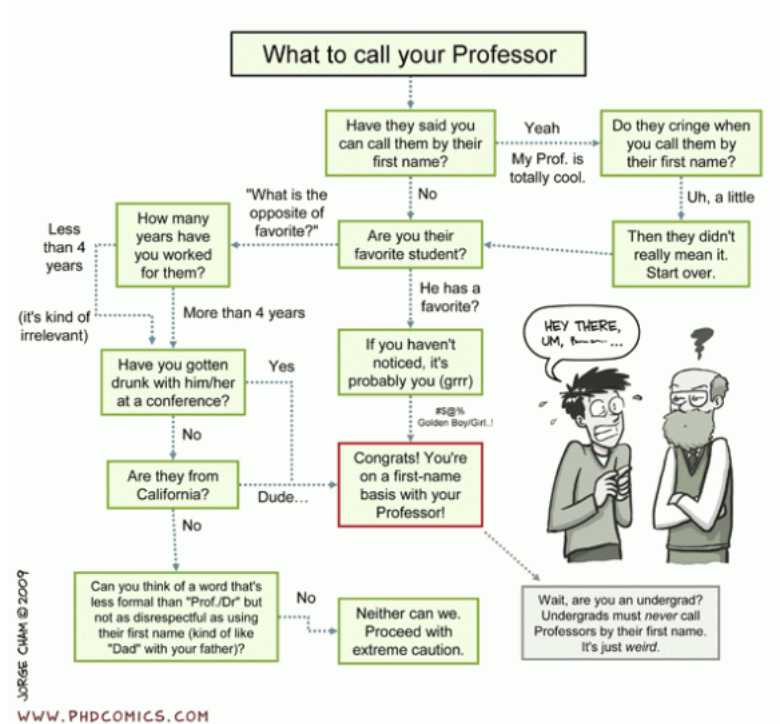 What to call your Professor
Have they said you
can call them by their
first name?
Yeah
My Prof. is
totally cool.
Do they cringe when
you call them by
their first name?
No
Uh, a little
"What is the
opposite of
favorite?"
Less
than 4
years
How many
years have
you worked
for them?
Are you their
favorite student?
Then they didn't
really mean it.
Start over.
He has a
favorite?
(it's kind of
irrelevant)
More than 4 years
HEY THERE,
UM,
...
If you haven't
noticed, it's
probably you (grrr)
Have you gotten
drunk with him/her
at a conference?
Yes
#$@%
Golden Boy/Girl..!
No
Congrats! You're
on a first-name
basis with your
Professor!
Are they from
California?
Dude...
No
Can you think of a word that's
less formal than "Prof./Dr" but
not as disrespectful as using
their first name (kind of like
"Dad" with your father)?
No
Neither can we.
Proceed with
extreme caution.
Wait, are you an undergrad?
Undergrads must never call
Professors by their first name.
It's just weird.
JORGE CHAM © 2009
WWW.PHDCOMICS.COM